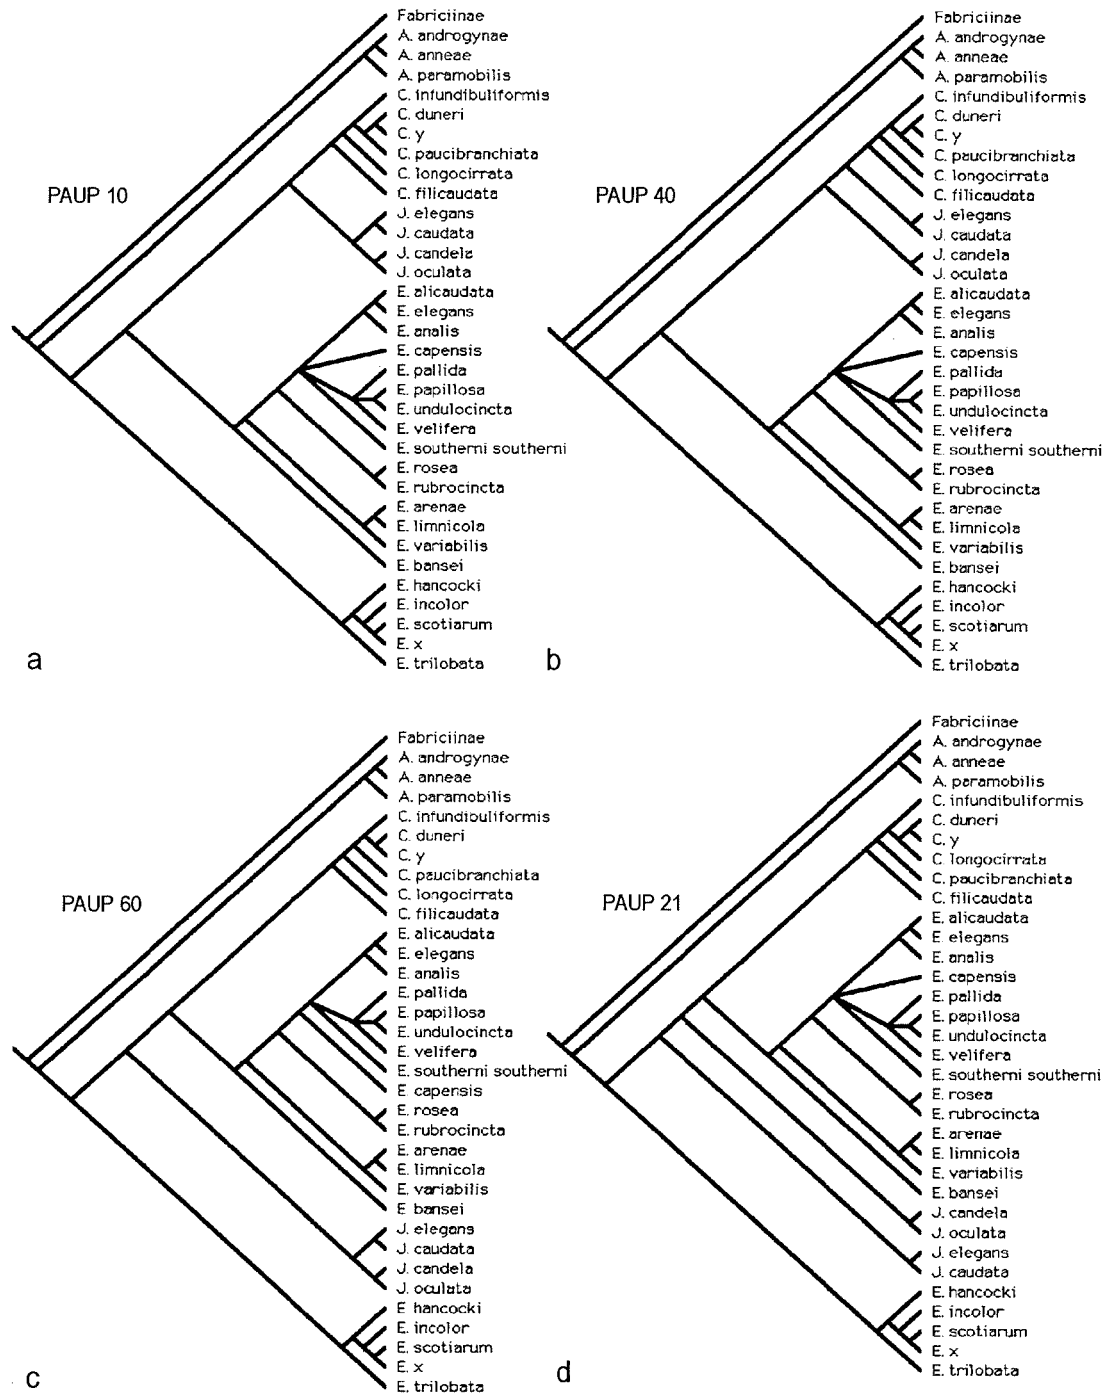 Fabriciinae
A. androgynae
A. anneae
A. paramobilis
C. infundibuliformis
C. duneri
C. y
C. paucibranchiata
C. longocirrata
C. filicaudata
J. elegans
J. caudata
J. candela
J. oculata
E. alicaudata
E. elegans
E. analis
E. capensis
E. pallida
E. papillosa
E. undulocincta
E. velifera
E. southerni southerni
E. rosea
E. rubrocincta
E. arenae
E. limnicola
E. variabilis
E. bansei
E. hancocki
E. incolor
E. scotiarum
E. x
E. trilobata
PAUP 10
a
Fabriciinae
A. androgynae
A. anneae
A. paramobilis
C. infundibuliformis
C. duneri
C. y
C. paucibranchiata
C. longocirrata
C. filicaudata
J. elegans
J. caudata
J. candela
J. oculata
E. alicaudata
E. elegans
E. analis
E. capensis
E. pallida
E. papillosa
E. undulocincta
E. velifera
E. southerni southerni
E. rosea
E. rubrocincta
E. arenae
E. limnicola
E. variabilis
E. bansei
E. hancocki
E. incolor
E. scotiarum
E. x
E. trilobata
PAUP 40
b
Fabriciinae
A. androgynae
A. anneae
A. paramobilis
C. infundibuliformis
C. duneri
C. y
C. paucibranchiata
C. longocirrata
C. filicaudata
E. alicaudata
E. elegans
E. analis
E. pallida
E. papillosa
E. undulocincta
E. velifera
E. southerni southerni
E. capensis
E. rosea
E. rubrocincta
E. arenae
E. limnicola
E. variabilis
E bansei
J. elegans
J. caudata
J. candela
J. oculata
E hancocki
E. incolor
E. scotiarum
E. x
E. trilobata
PAUP 60
c
Fabriciinae
A. androgynae
A. anneae
A. paramobilis
C. infundibuliformis
C. duneri
C. y
C. longocirrata
C. paucibranchiata
C. filicaudata
E. alicaudata
E. elegans
E. analis
E. capensis
E. pallida
E. papillosa
E. undulocincta
E. velifera
E. southerni southerni
E. rosea
E. rubrocincta
E. arenae
E. limnicola
E. variabilis
E. bansei
J. candela
J. oculata
J. elegans
J. caudata
E. hancocki
E. incolor
E. scotiarum
E. x
E. trilobata
PAUP 21
d